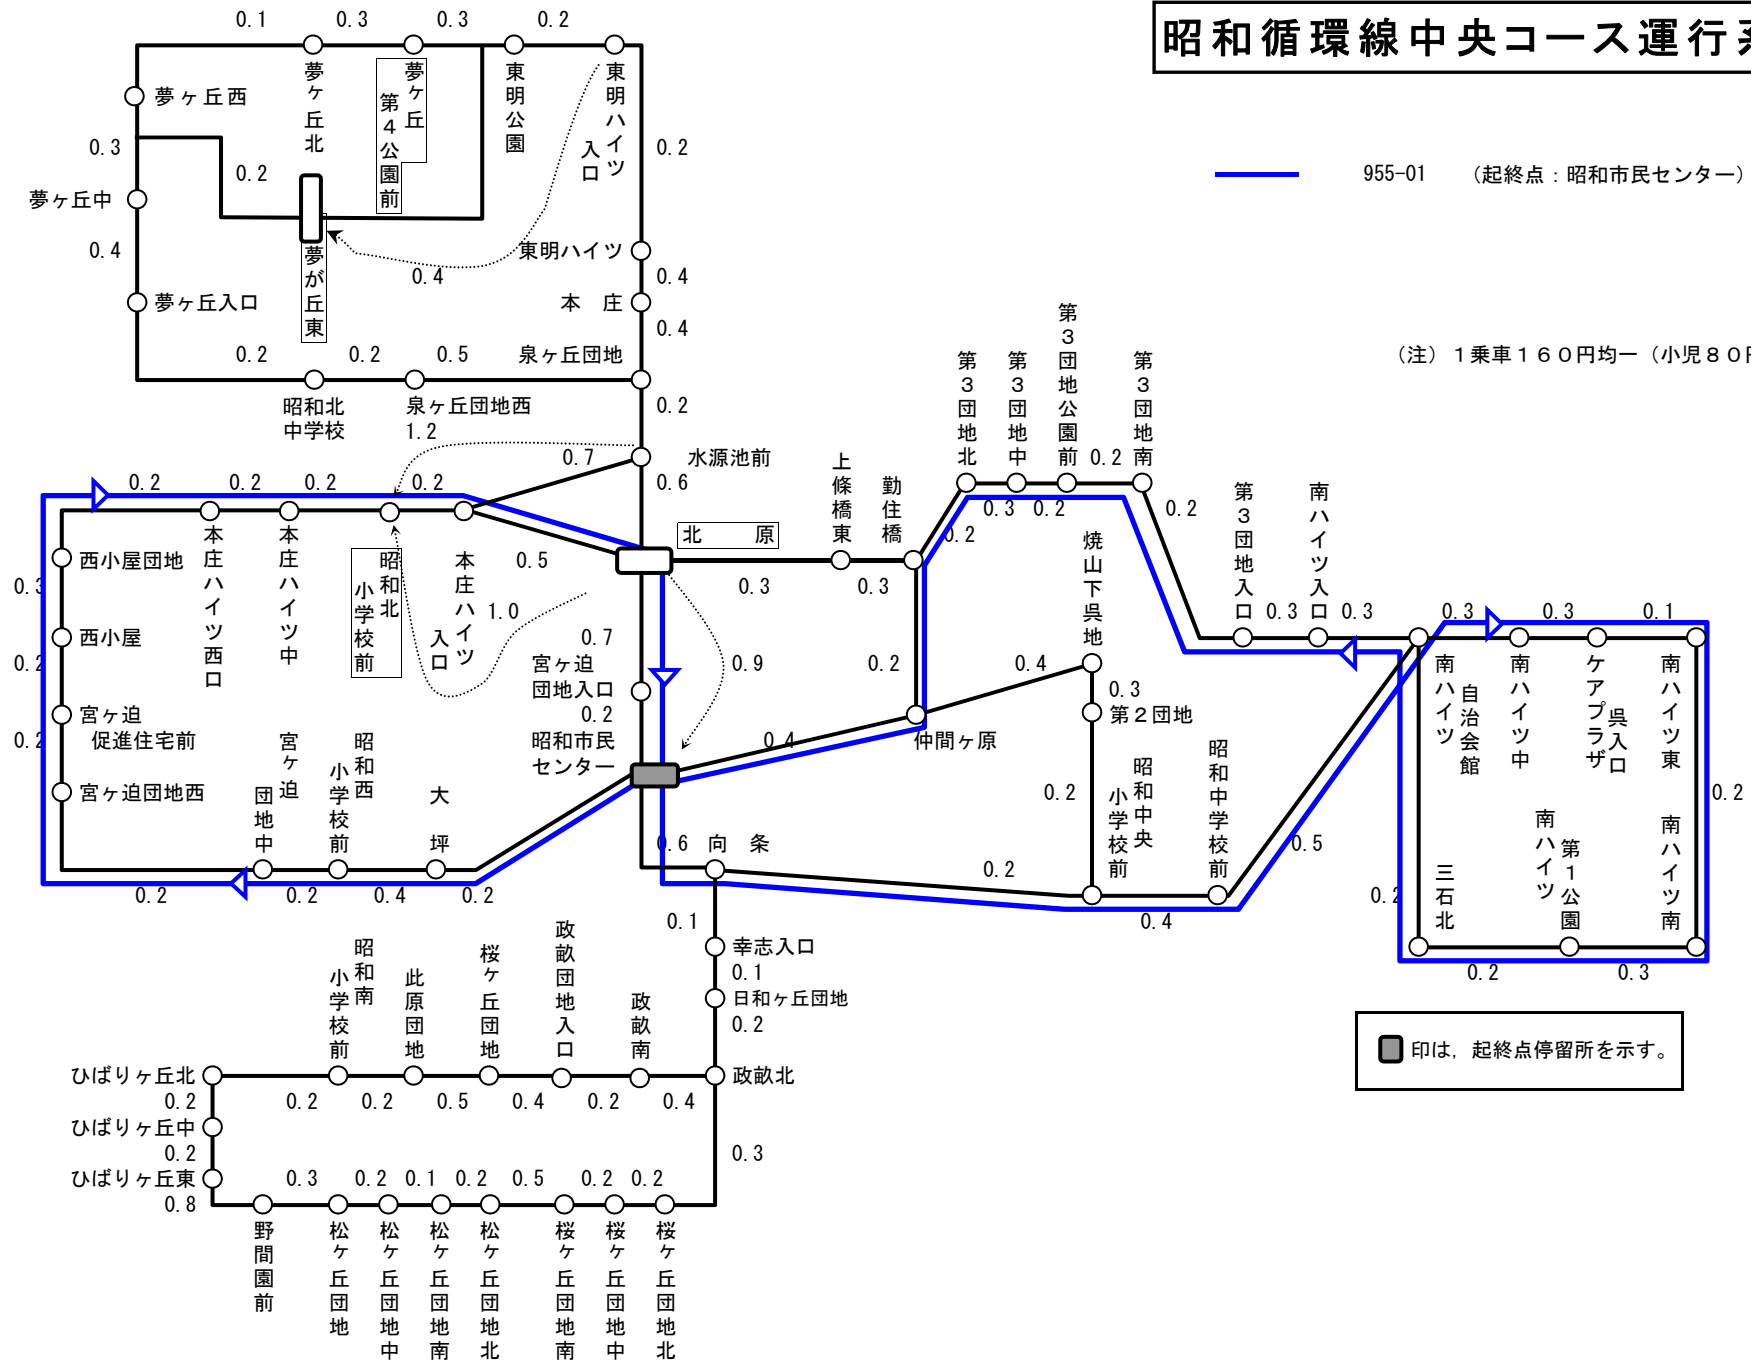 昭和循環線中央コース運行
955-01 （起終点：昭和市民センター）
（注）１乗車１６０円均一（小児８０
0.1
0.3
0.3
0.2
夢ヶ丘西
夢ヶ丘北
夢ヶ丘
第４公園前
東明公園
東明ハイツ
入口
0.3
0.2
0.2
夢ヶ丘中
0.4
夢が丘東
0.4
東明ハイツ
0.4
夢ヶ丘入口
本 庄
0.4
0.2
0.2
0.5
泉ヶ丘団地
昭和北
中学校
泉ヶ丘団地西
1.2
0.2
0.7
水源池前
0.6
0.2
0.2
0.2
0.2
西小屋団地
本庄ハイツ西口
本庄ハイツ中
昭和北
小学校前
本庄ハイツ
入口
0.5
1.0
北 原
0.3
上條橋東
0.3
勤住橋
0.2
第３団地北
0.3
第３団地中
0.2
第３団地公園前
0.2
第３団地南
0.2
第３団地入口
0.3
南ハイツ入口
0.3
0.3
0.3
0.1
0.3
西小屋
0.2
宮ヶ迫
促進住宅前
0.2
宮ヶ迫団地西
0.7
宮ヶ迫
団地入口
0.2
昭和市民
センター
0.9
0.2
0.4
仲間ヶ原
0.4
焼山下呉地
0.3
第２団地
0.2
昭和中央
小学校前
昭和中学校前
南ハイツ
自治会館
南ハイツ中
ケアプラザ
呉入口
南ハイツ東
0.2
宮ヶ迫
団地中
昭和西
小学校前
大 坪
0.2
0.2
0.4
0.2
0.6
向 条
0.2
0.4
0.5
0.2
三石北
南ハイツ
第１公園
南ハイツ南
0.2
0.3
0.1
幸志入口
0.1
日和ヶ丘団地
0.2
昭和南
小学校前
此原団地
桜ヶ丘団地
政畝団地入口
政畝南
政畝北
ひばりヶ丘北
0.2
0.2
0.2
0.5
0.4
0.2
0.4
ひばりヶ丘中
0.2
0.3
ひばりヶ丘東
0.8
0.3
0.2
0.1
0.2
0.5
0.2
0.2
野間園前
松ヶ丘団地
松ヶ丘団地中
松ヶ丘団地南
松ヶ丘団地北
桜ヶ丘団地南
桜ヶ丘団地中
桜ヶ丘団地北
印は，起終点停留所を示す。